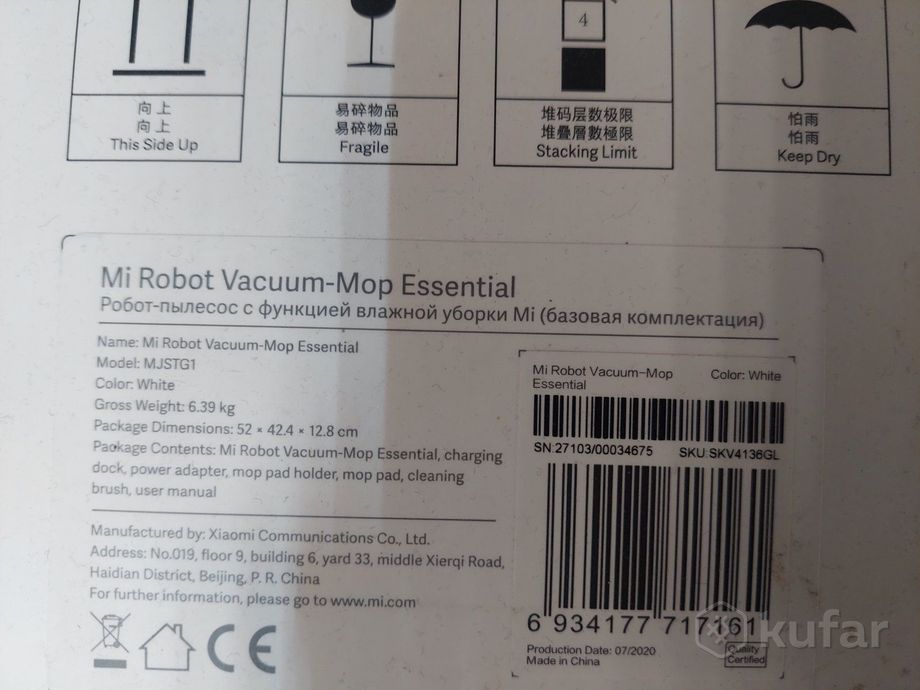 4
向上
向上
This Side Up
易碎物品
易碎物品
Fragile
堆码层数极限
堆疊層數極限
Stacking Limit
怕雨
怕雨
Keep Dry
Mi Robot Vacuum-Mop Essential
Робот-пылесос с функцией влажной уборки Mi (базовая комплектация)
Name: Mi Robot Vacuum-Mop Essential
Model: MJSTG1
Color: White
Gross Weight: 6.39 kg
Package Dimensions: 52 × 42.4 × 12.8 cm
Package Contents: Mi Robot Vacuum-Mop Essential, charging
dock, power adapter, mop pad holder, mop pad, cleaning
brush, user manual
Manufactured by: Xiaomi Communications Co., Ltd.
Address: No.019, floor 9, building 6, yard 33, middle Xierqi Road,
Haidian District, Beijing, P. R. China
For further information, please go to www.mi.com
CE
Mi Robot Vacuum-Mop
Essential
Color: White
SN:27103/00034675 SKU: SKV4136GL
6 934177 717161
Production Date: 07/2020
Made in China
Quality
Certified
kufar